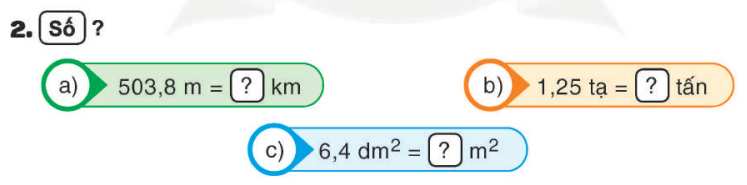 2. Số ?
a) 503,8 m = ? km
b) 1,25 tạ = ? tấn
c) 6,4 dm² = ? m²